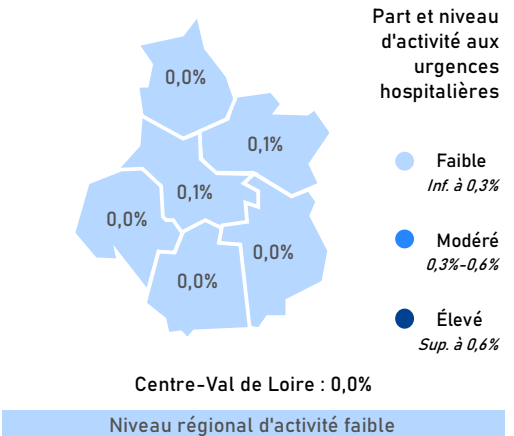 Part et niveau
d'activité aux
urgences
hospitalières
0,0%
0,1%
0,1%
0,0%
0,0%
0,0%
Faible
Inf. à 0,3%
Modéré
0,3%-0,6%
Élevé
Sup. à 0,6%
Centre-Val de Loire : 0,0%
Niveau régional d'activité faible